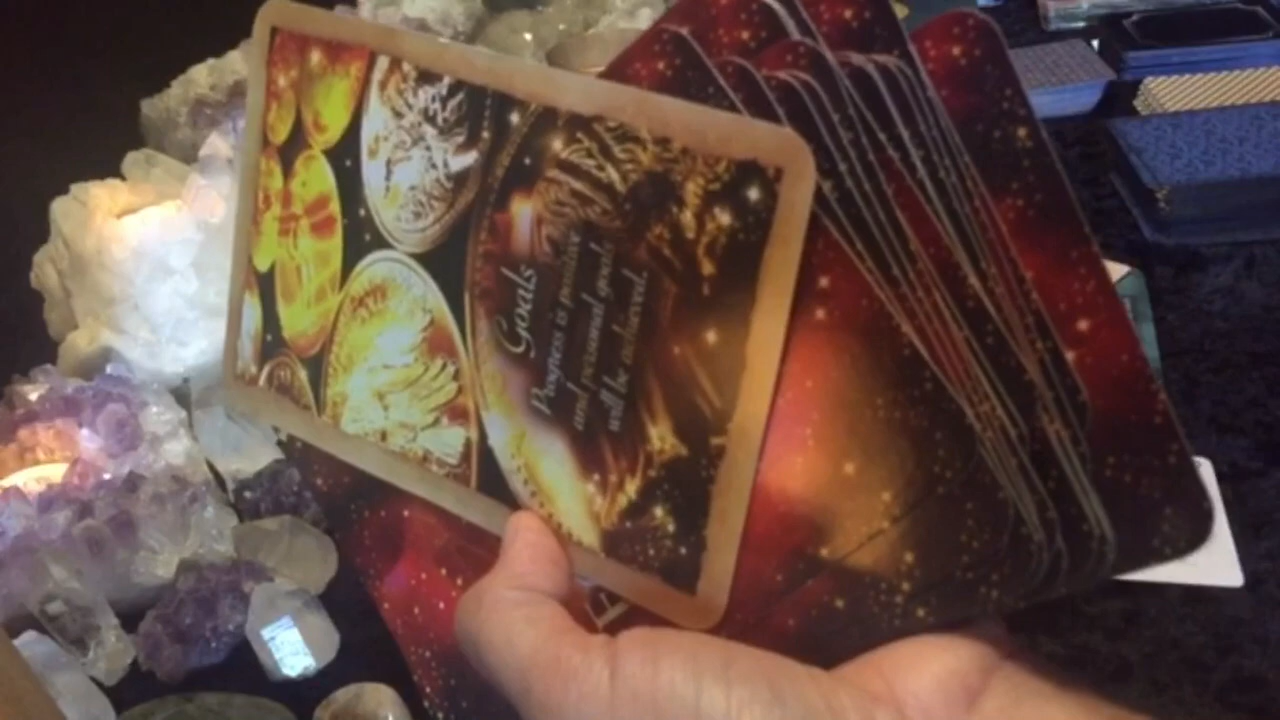 Goals
Progress is positive
and personal goals
will be achieved.